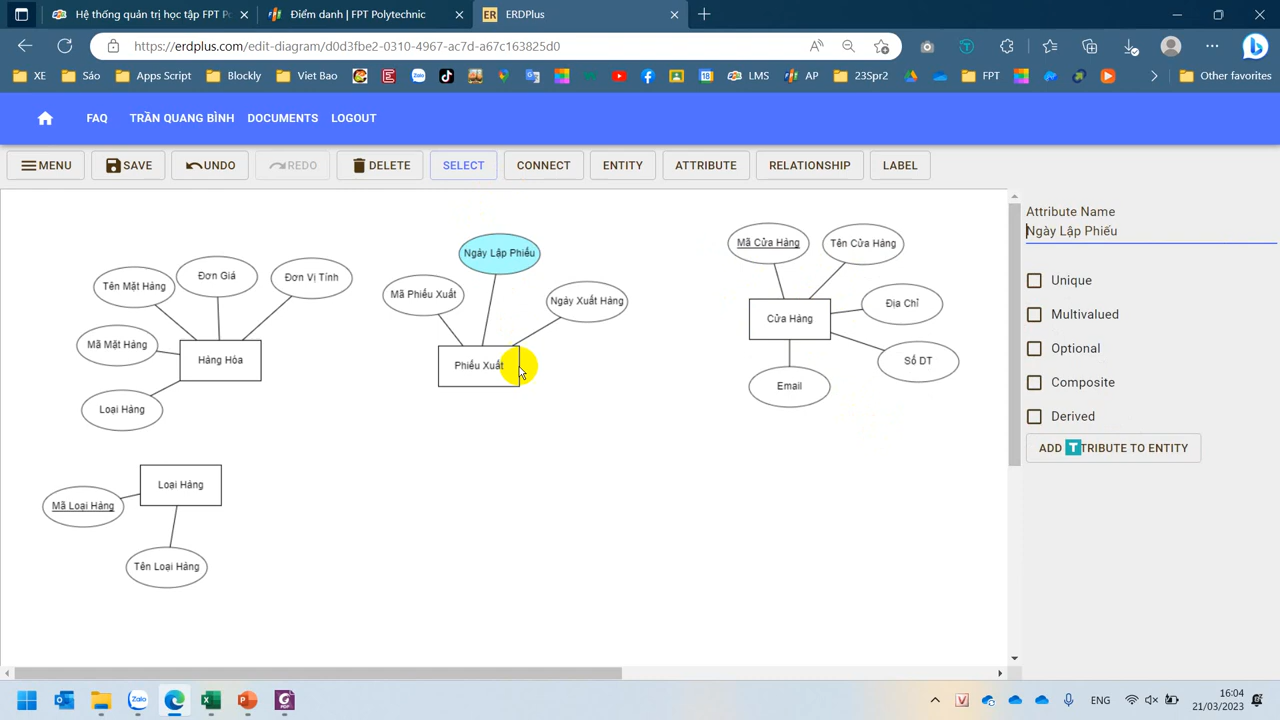 Hệ thống quản trị học tập FPT Po
Điểm danh | FPT Polytechnic
ER
ERDPlus
https://erdplus.com/edit-diagram/d0d3fbe2-0310-4967-ac7d-a67c163825d0
XE
Sáo
Apps Script
Blockly
Viet Bao
LMS
AP
23Spr2
FPT
Other favorites
FAQ
TRẦN QUANG BÌNH
DOCUMENTS
LOGOUT
MENU
SAVE
UNDO
REDO
DELETE
SELECT
CONNECT
ENTITY
ATTRIBUTE
RELATIONSHIP
LABEL
Attribute Name
Ngày Lập Phiếu
Unique
Multivalued
Optional
Composite
Derived
ADD ATTRIBUTE TO ENTITY
Tên Mặt Hàng
Đơn Giá
Đơn Vị Tính
Mã Mặt Hàng
Hàng Hóa
Loại Hàng
Ngày Lập Phiếu
Mã Phiếu Xuất
Ngày Xuất Hàng
Phiếu Xuất
Mã Cửa Hàng
Tên Cửa Hàng
Cửa Hàng
Địa Chỉ
Số DT
Email
Loại Hàng
Mã Loại Hàng
Tên Loại Hàng
ENG
16:04
21/03/2023